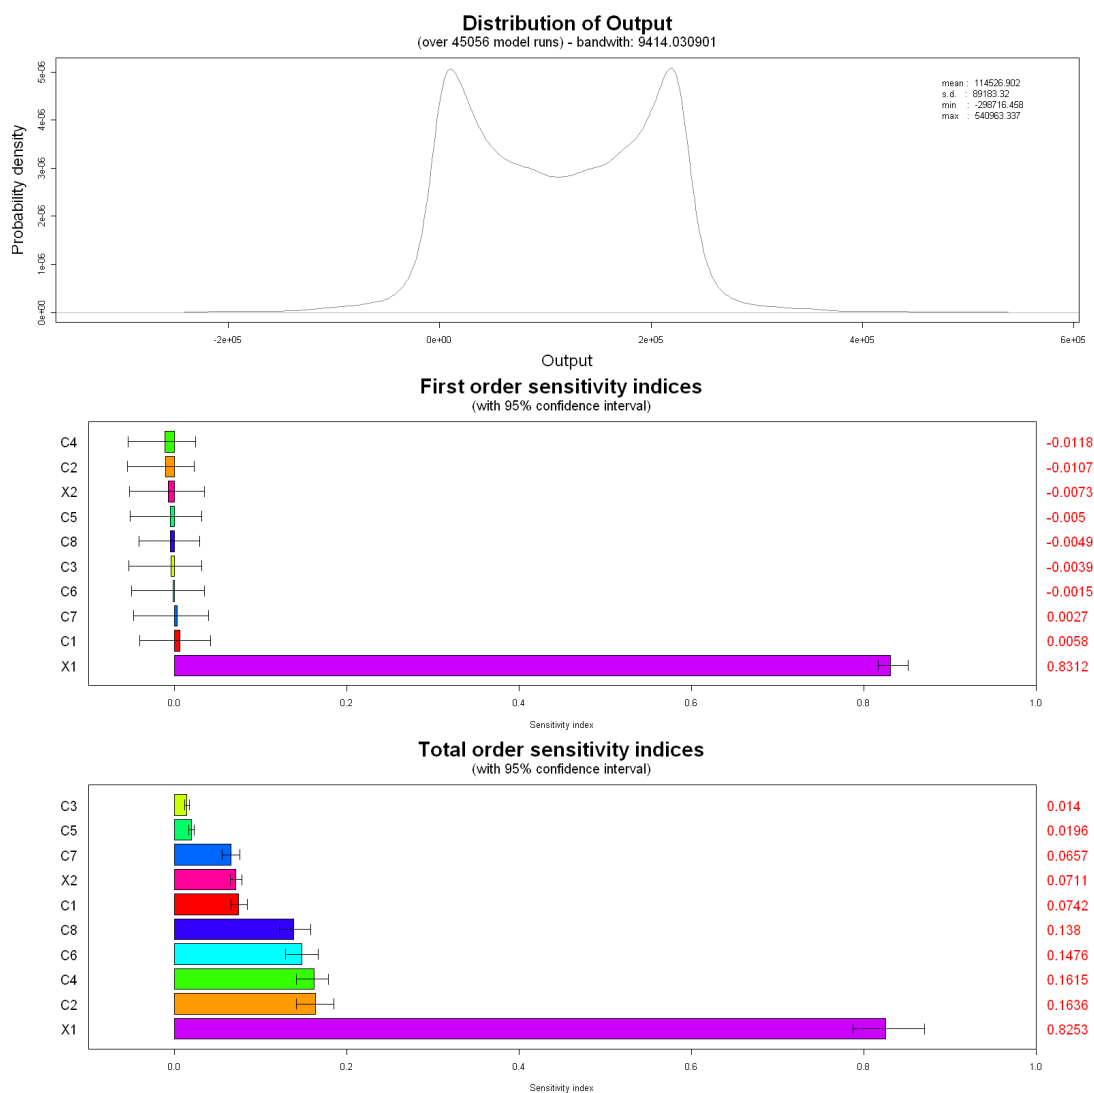 Distribution of Output
(over 45056 model runs) - bandwith: 9414.030901
mean : 114526.902
s.d. : 89183.32
min : -298716.458
max : 540963.337
Probability density
5e-06
4e-06
3e-06
2e-06
1e-06
0e+00
-2e+05 0e+00 2e+05 4e+05 6e+05
Output
First order sensitivity indices
(with 95% confidence interval)
C4 -0.0118
C2 -0.0107
X2 -0.0073
C5 -0.005
C8 -0.0049
C3 -0.0039
C6 -0.0015
C7 0.0027
C1 0.0058
X1 0.8312
0.0 0.2 0.4 0.6 0.8 1.0
Sensitivity index
Total order sensitivity indices
(with 95% confidence interval)
C3 0.014
C5 0.0196
C7 0.0657
X2 0.0711
C1 0.0742
C8 0.138
C6 0.1476
C4 0.1615
C2 0.1636
X1 0.8253
0.0 0.2 0.4 0.6 0.8 1.0
Sensitivity index